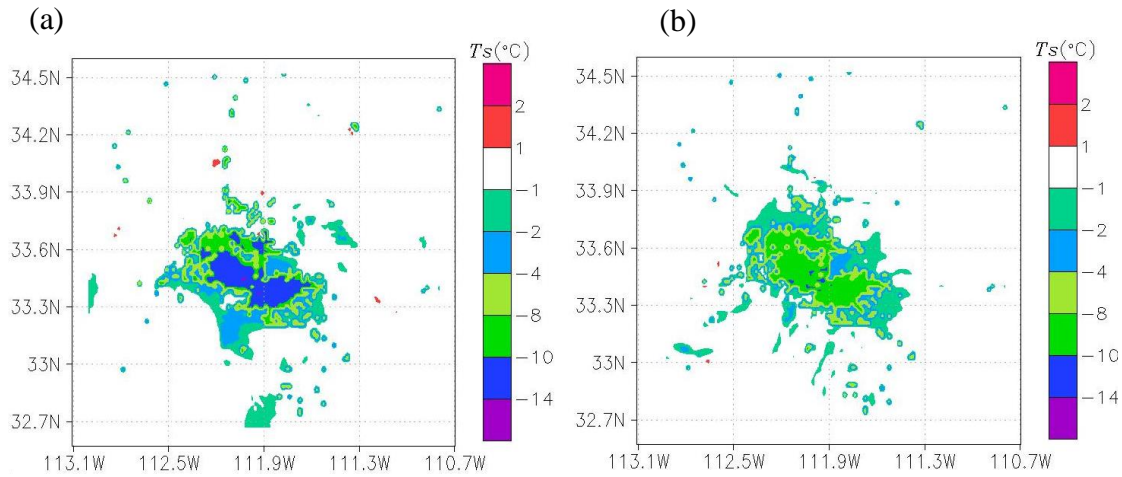 (a)
Ts(°C)
34.5N
34.2N
33.9N
33.6N
33.3N
33N
32.7N
113.1W 112.5W 111.9W 111.3W 110.7W
2
1
−1
−2
−4
−8
−10
−14
(b)
Ts(°C)
34.5N
34.2N
33.9N
33.6N
33.3N
33N
32.7N
113.1W 112.5W 111.9W 111.3W 110.7W
2
1
−1
−2
−4
−8
−10
−14